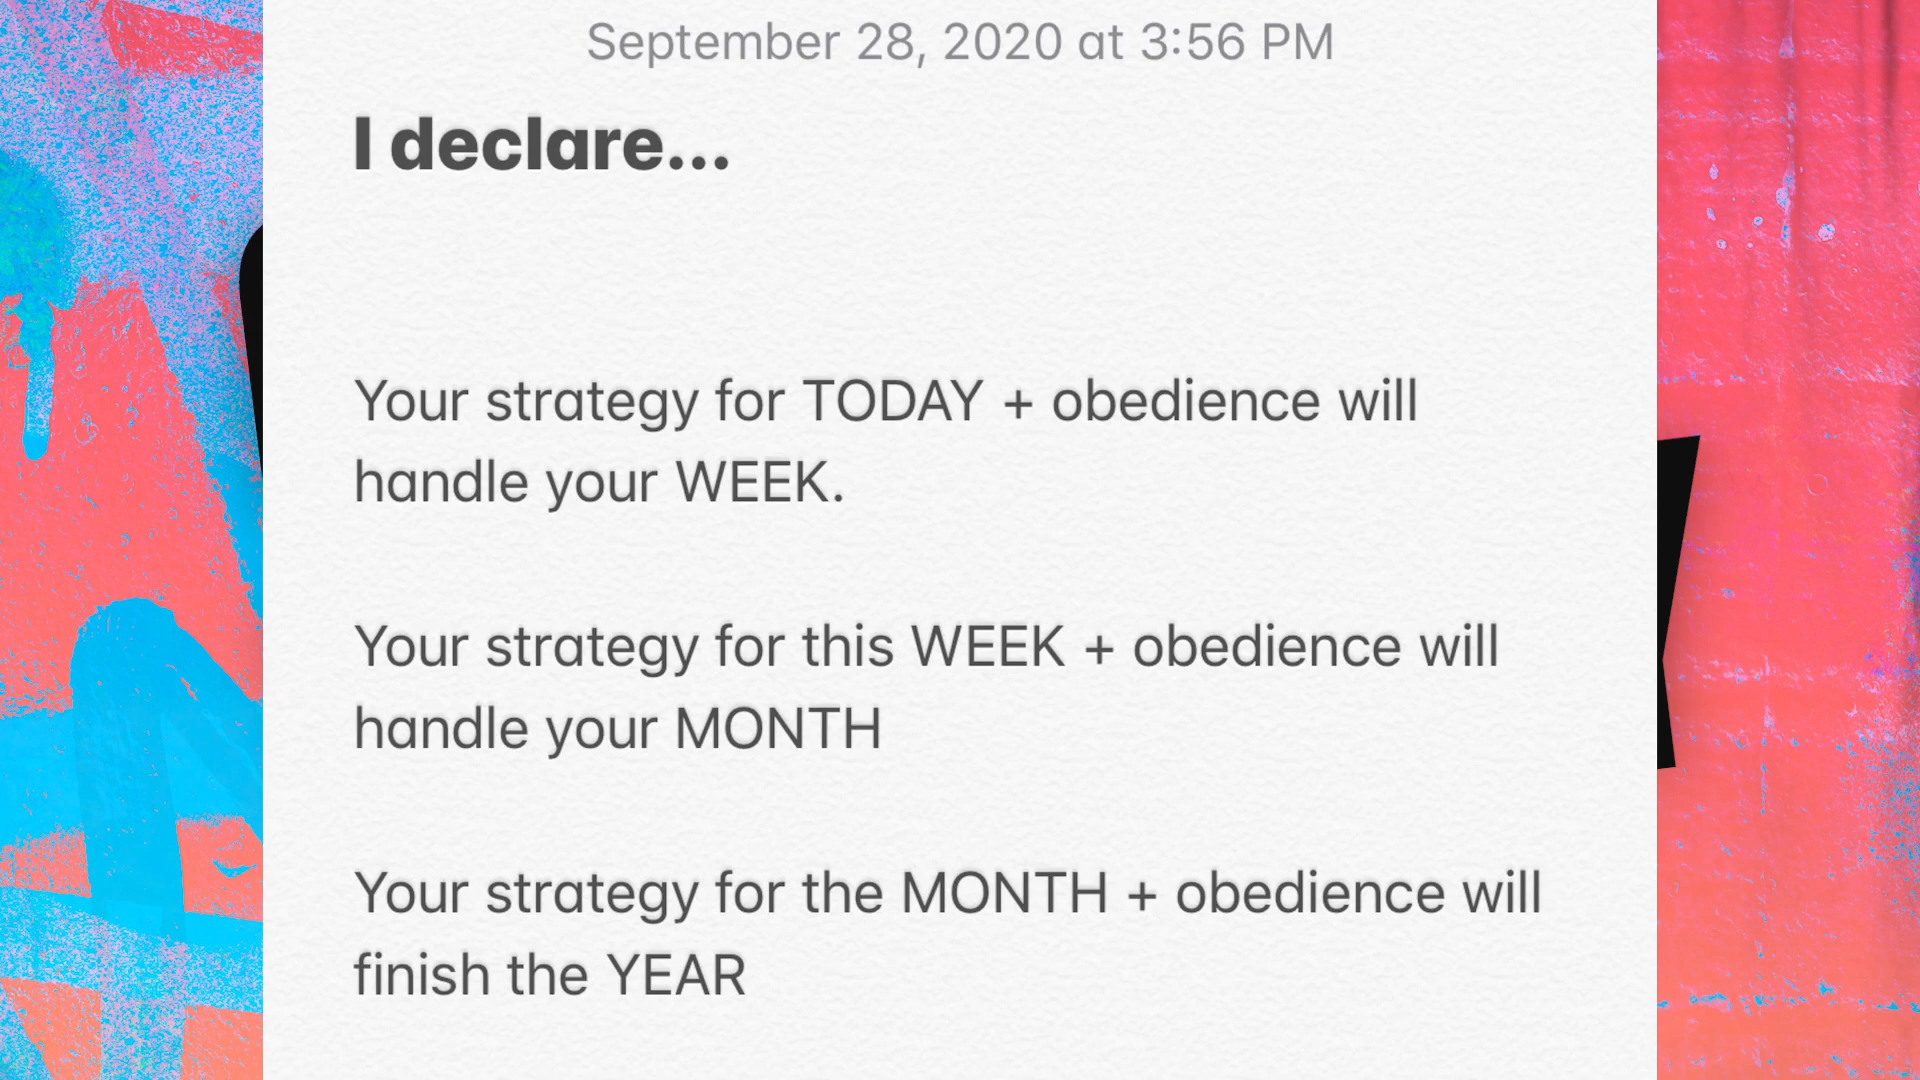 September 28, 2020 at 3:56 PM
I declare...
Your strategy for TODAY + obedience will
handle your WEEK.
Your strategy for this WEEK + obedience will
handle your MONTH
Your strategy for the MONTH + obedience will
finish the YEAR